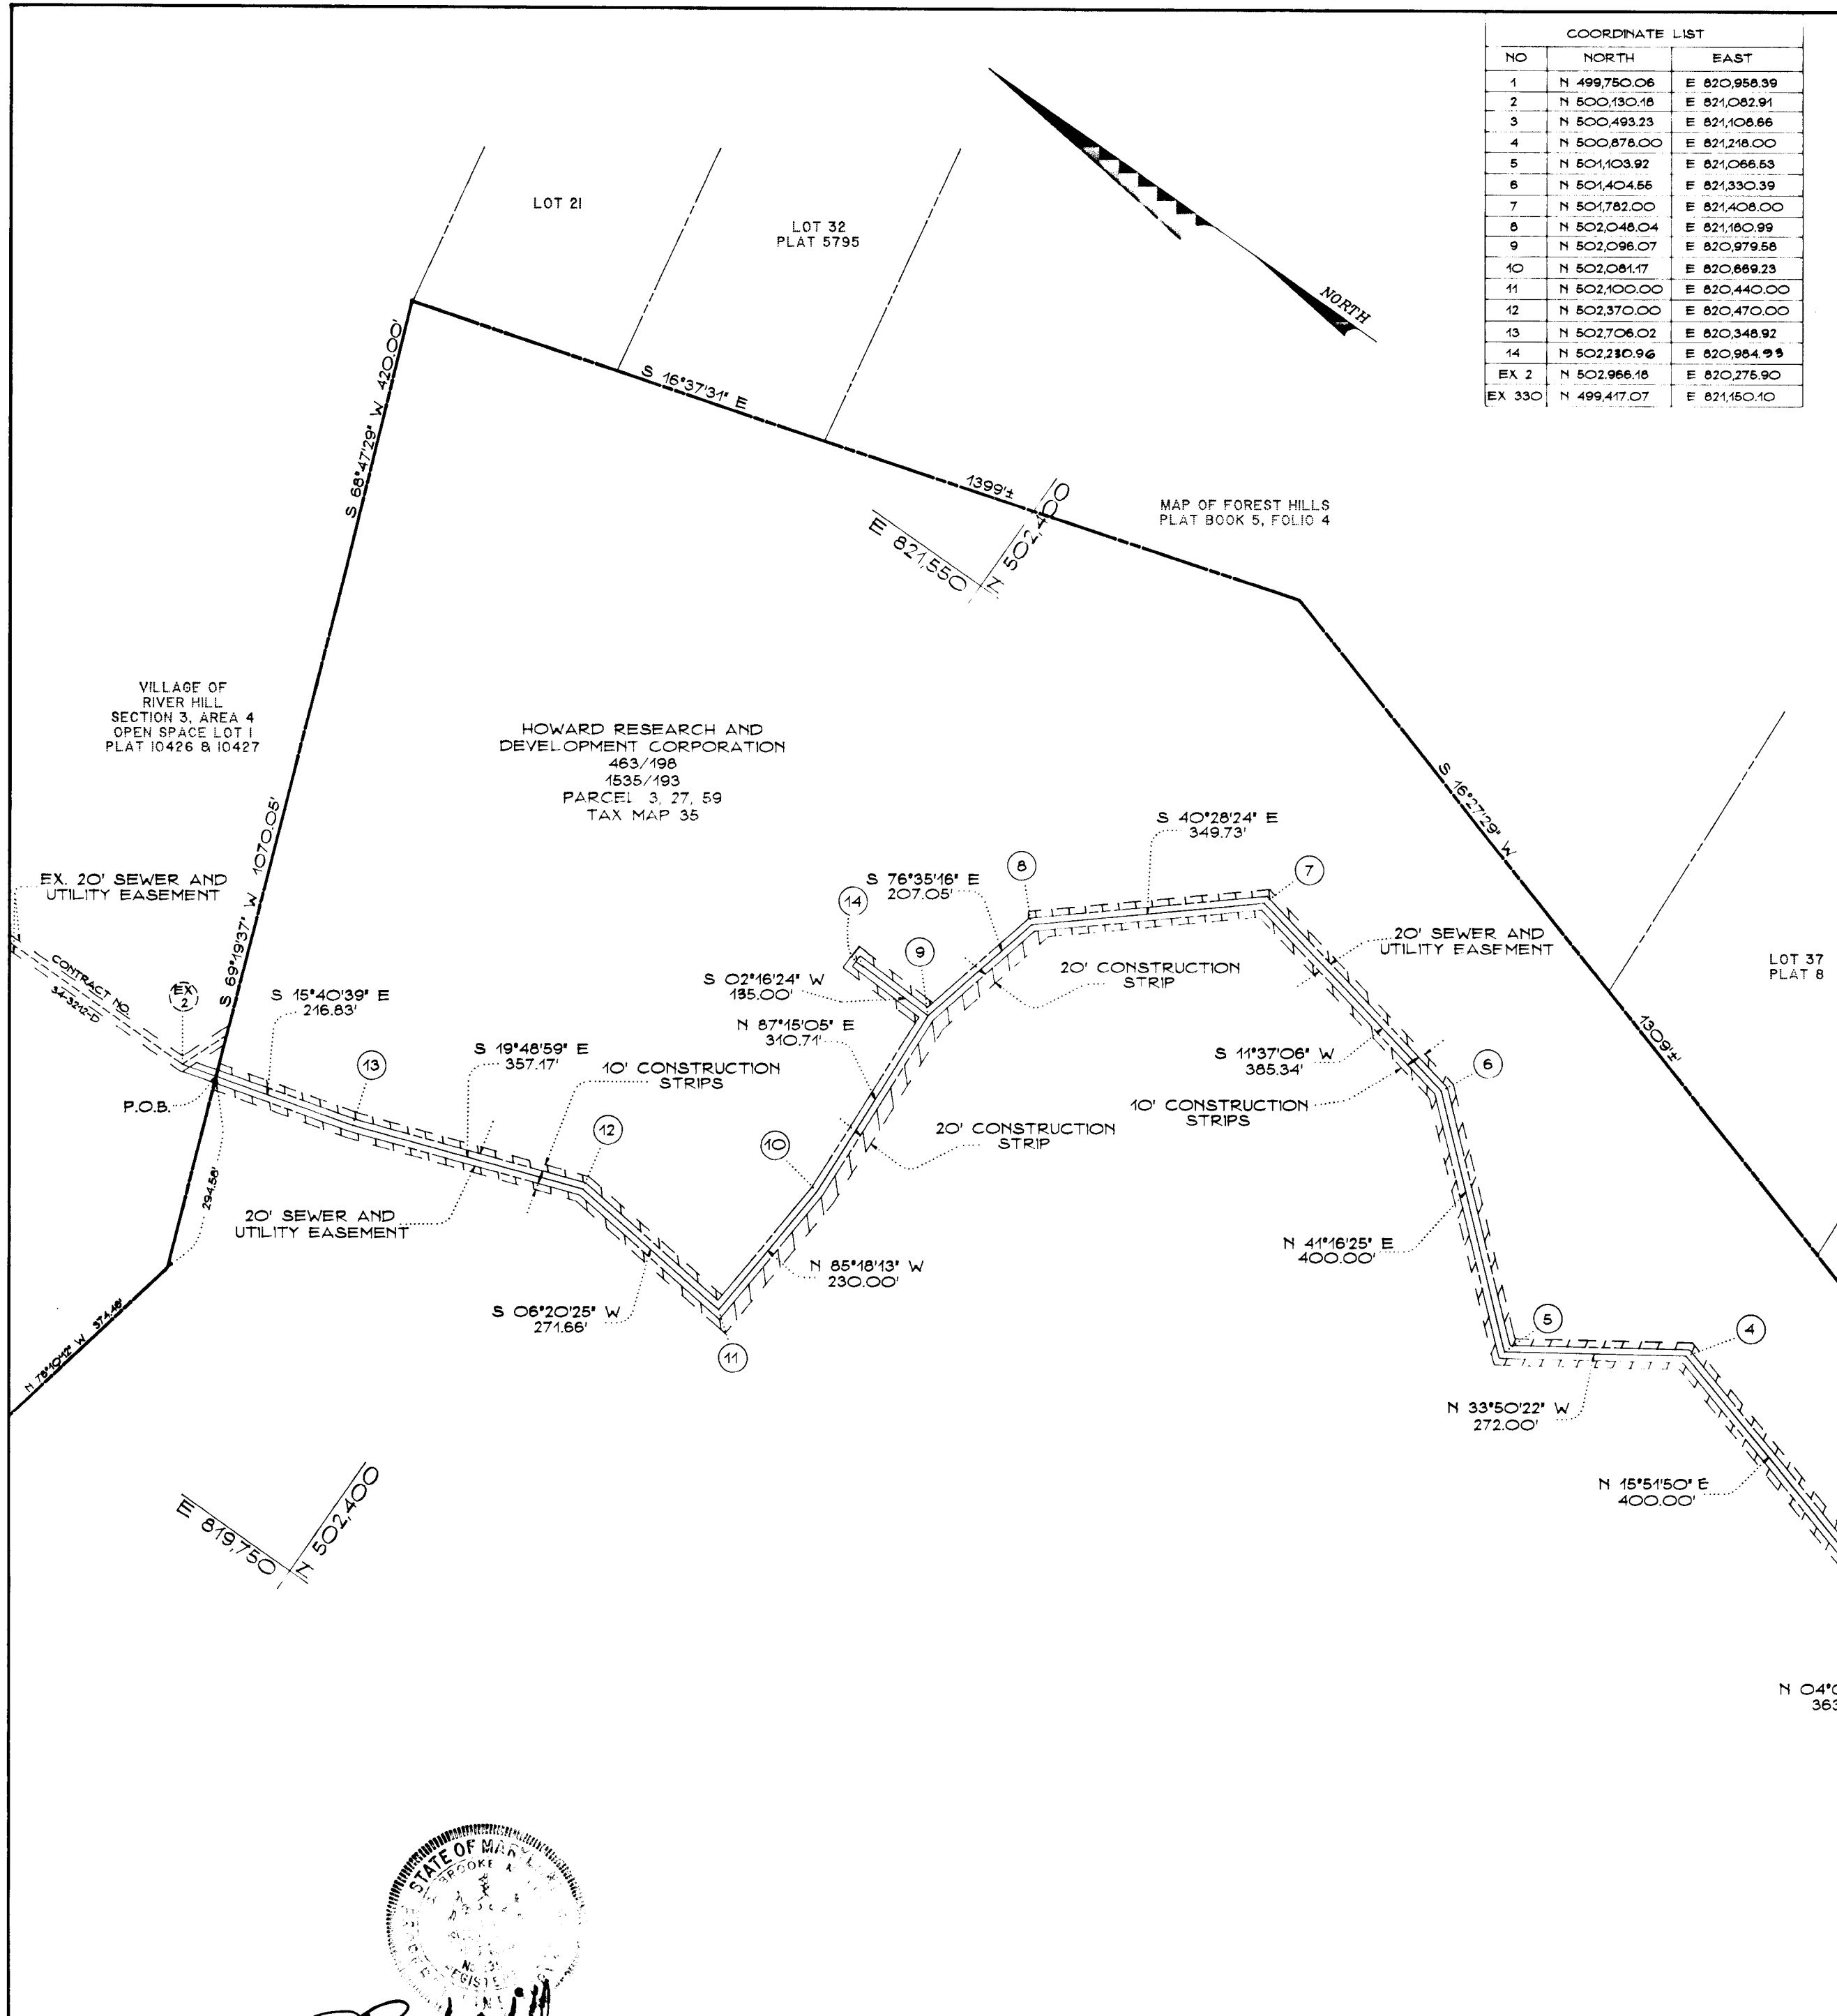 COORDINATE LIST
NO NORTH EAST
1 N 499,750.06 E 820,958.39
2 N 500,130.18 E 821,082.91
3 N 500,493.23 E 821,108.66
4 N 500,878.00 E 821,218.00
5 N 501,103.92 E 821,066.53
6 N 501,404.55 E 821,330.39
7 N 501,782.00 E 821,408.00
8 N 502,048.04 E 821,180.99
9 N 502,096.07 E 820,979.58
10 N 502,081.17 E 820,669.23
11 N 502,100.00 E 820,440.00
12 N 502,370.00 E 820,470.00
13 N 502,706.02 E 820,348.92
14 N 502,230.96 E 820,984.93
EX 2 N 502.966.18 E 820,275.90
EX 330 N 499,417.07 E 821,150.10
LOT 21
LOT 32
PLAT 5795
NORTH
S 68°47'29" W 420.00'
S 16°37'31" E
1399'±
MAP OF FOREST HILLS
PLAT BOOK 5, FOLIO 4
E 821,550
N 502,400
VILLAGE OF
RIVER HILL
SECTION 3, AREA 4
OPEN SPACE LOT 1
PLAT 10426 & 10427
HOWARD RESEARCH AND
DEVELOPMENT CORPORATION
463/198
1535/193
PARCEL 3, 27, 59
TAX MAP 35
S 16°27'29" W
1309'±
LOT 37
PLAT 8
S 69°19'37" W 1070.05'
EX. 20' SEWER AND
UTILITY EASEMENT
CONTRACT NO.
34-3212-D
EX
2
S 15°40'39" E
216.83'
13
S 19°48'59" E
357.17'
10' CONSTRUCTION
STRIPS
P.O.B.
294.58'
12
20' SEWER AND
UTILITY EASEMENT
S 06°20'25" W
271.66'
11
N 85°18'13" W
230.00'
10
20' CONSTRUCTION
STRIP
N 87°15'05" E
310.71'
S 02°16'24" W
135.00'
14
9
S 76°35'16" E
207.05'
8
S 40°28'24" E
349.73'
7
20' CONSTRUCTION
STRIP
20' SEWER AND
UTILITY EASEMENT
S 11°37'06" W
385.34'
10' CONSTRUCTION
STRIPS
6
N 41°16'25" E
400.00'
5
4
N 33°50'22" W
272.00'
N 15°51'50" E
400.00'
N 04°0
363
N 78°10'12" W 374.48'
E 819,750
N 502,400
STATE OF